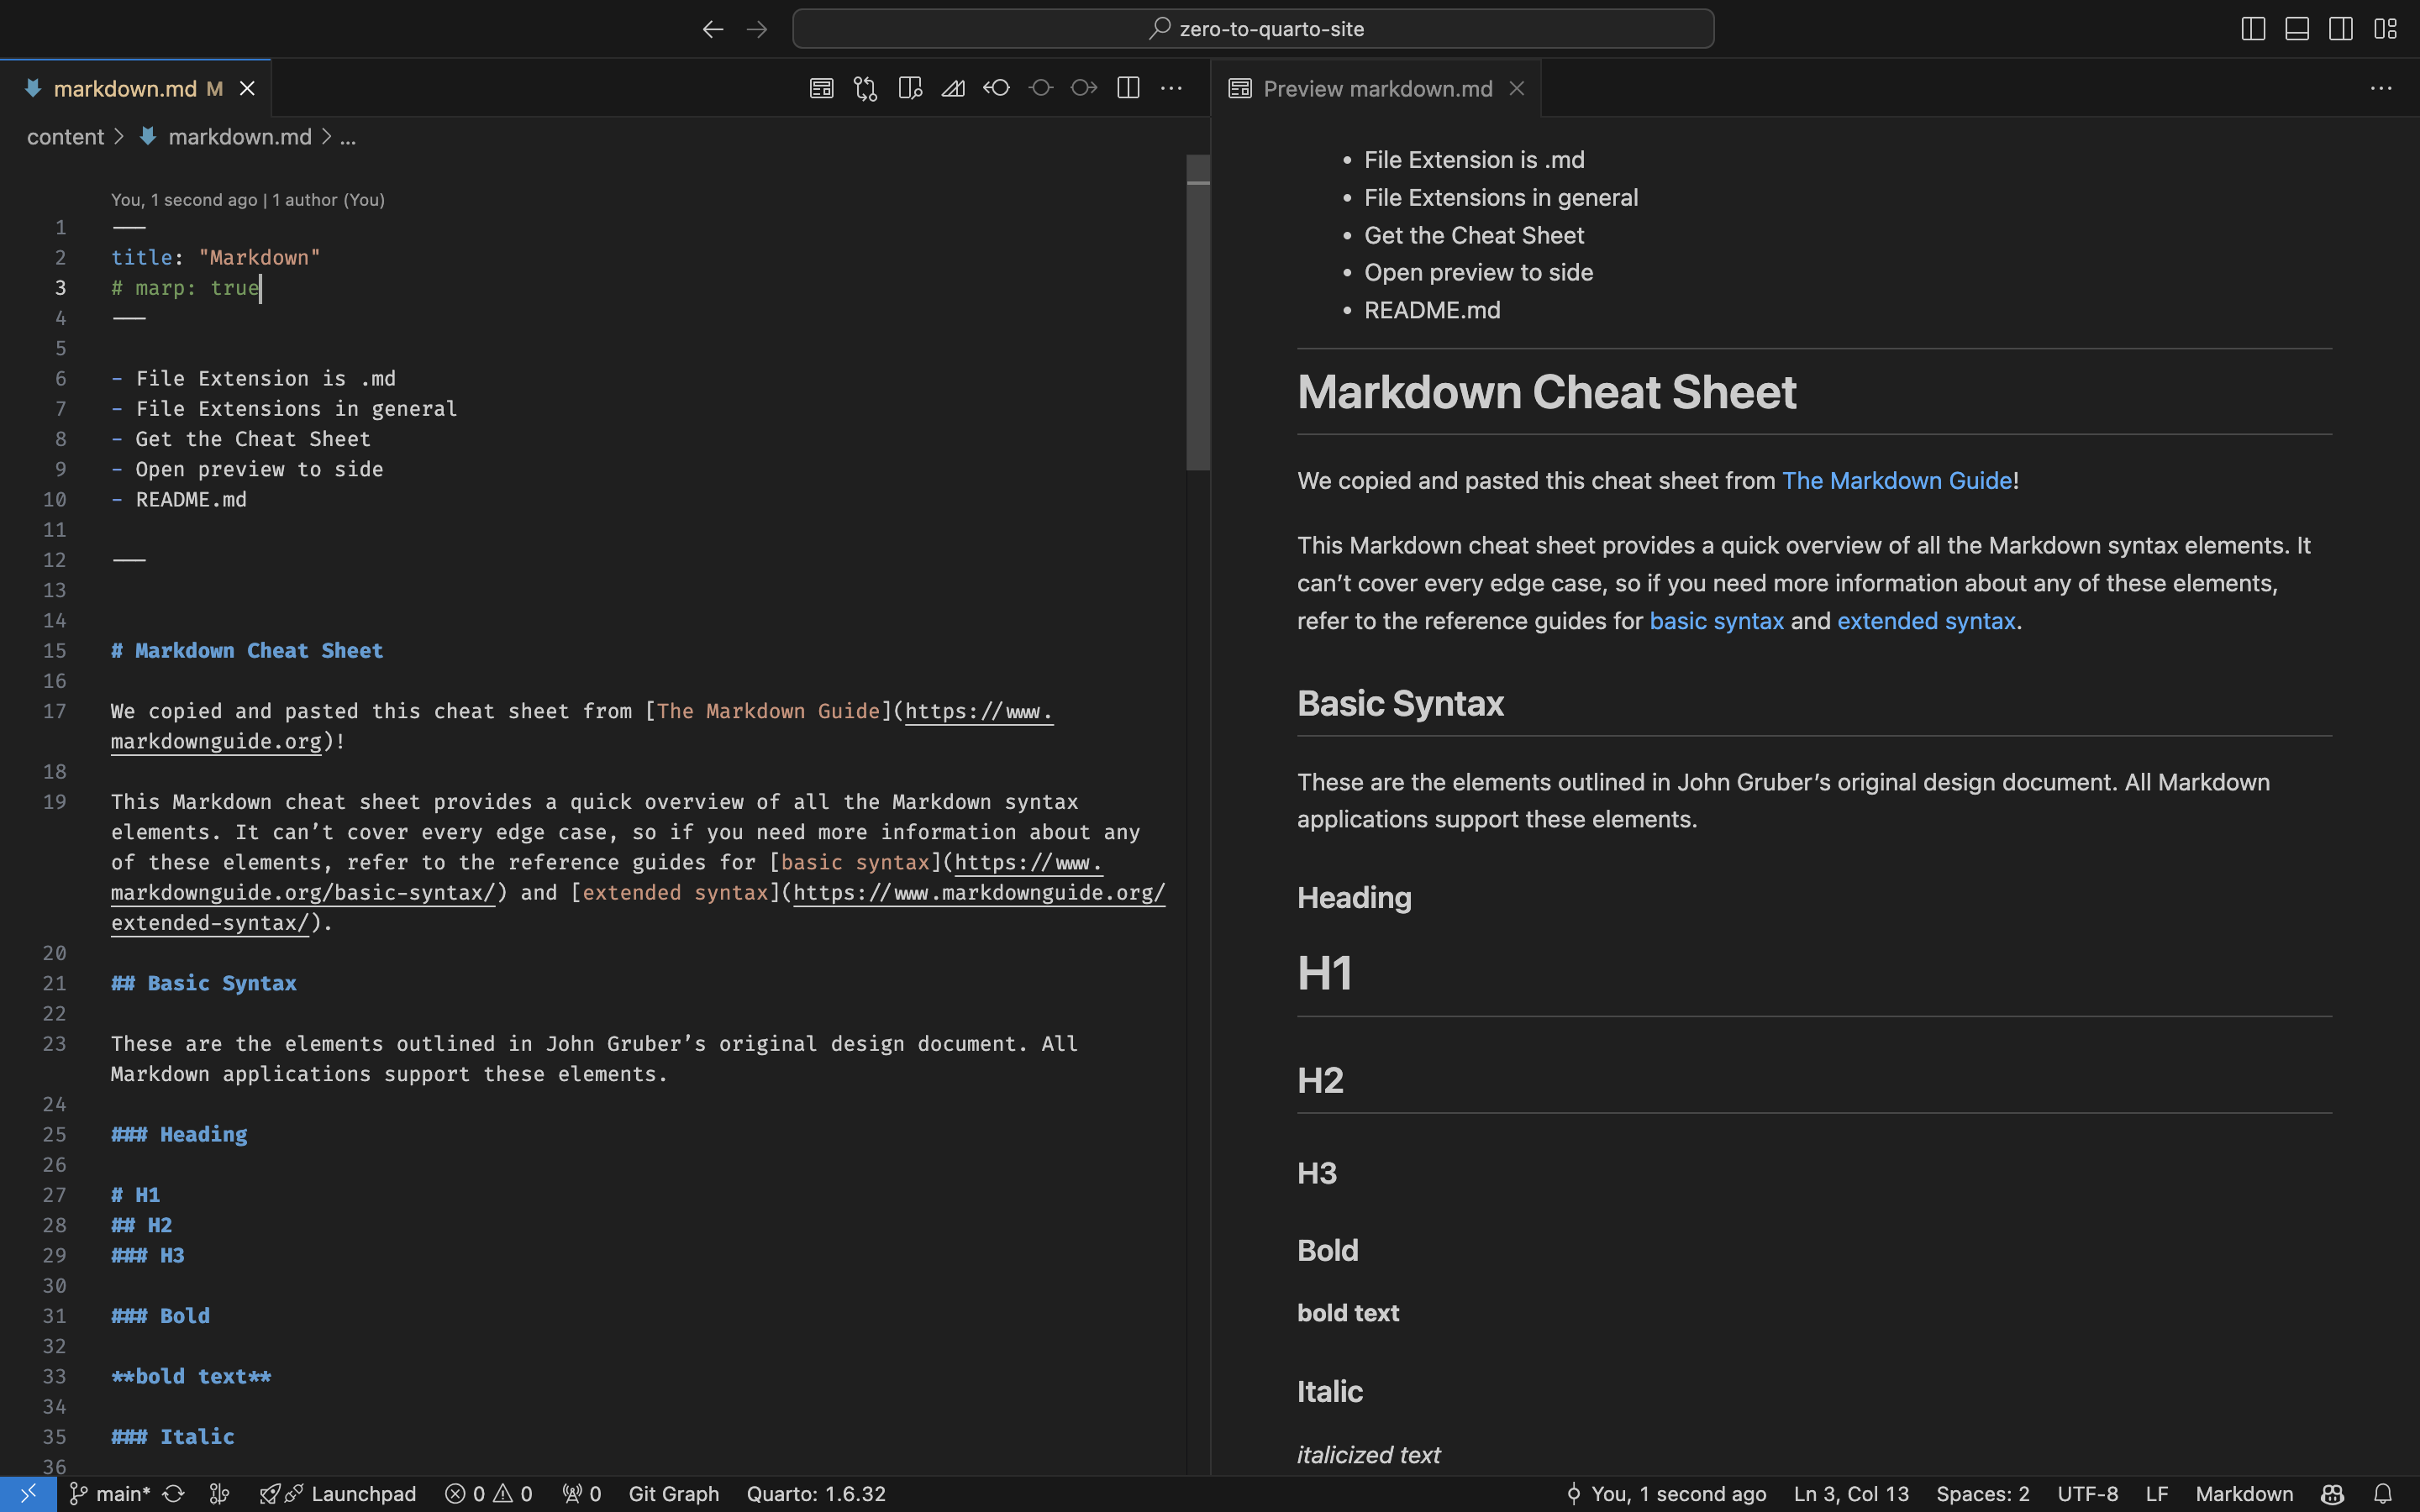 zero-to-quarto-site
markdown.md M
Preview markdown.md
content > markdown.md > ...
You, 1 second ago | 1 author (You)
1 ---
2 title: "Markdown"
3 # marp: true
4 ---
5
6 - File Extension is .md
7 - File Extensions in general
8 - Get the Cheat Sheet
9 - Open preview to side
10 - README.md
11
12 ---
13
14
15 # Markdown Cheat Sheet
16
17 We copied and pasted this cheat sheet from [The Markdown Guide](https://www.
markdownguide.org)!
18
19 This Markdown cheat sheet provides a quick overview of all the Markdown syntax
elements. It can’t cover every edge case, so if you need more information about any
of these elements, refer to the reference guides for [basic syntax](https://www.
markdownguide.org/basic-syntax/) and [extended syntax](https://www.markdownguide.org/
extended-syntax/).
20
21 ## Basic Syntax
22
23 These are the elements outlined in John Gruber’s original design document. All
Markdown applications support these elements.
24
25 ### Heading
26
27 # H1
28 ## H2
29 ### H3
30
31 ### Bold
32
33 **bold text**
34
35 ### Italic
36
• File Extension is .md
• File Extensions in general
• Get the Cheat Sheet
• Open preview to side
• README.md
Markdown Cheat Sheet
We copied and pasted this cheat sheet from The Markdown Guide!
This Markdown cheat sheet provides a quick overview of all the Markdown syntax elements. It
can’t cover every edge case, so if you need more information about any of these elements,
refer to the reference guides for basic syntax and extended syntax.
Basic Syntax
These are the elements outlined in John Gruber’s original design document. All Markdown
applications support these elements.
Heading
H1
H2
H3
Bold
bold text
Italic
italicized text
main* Launchpad 0 0 0 Git Graph Quarto: 1.6.32 You, 1 second ago Ln 3, Col 13 Spaces: 2 UTF-8 LF Markdown